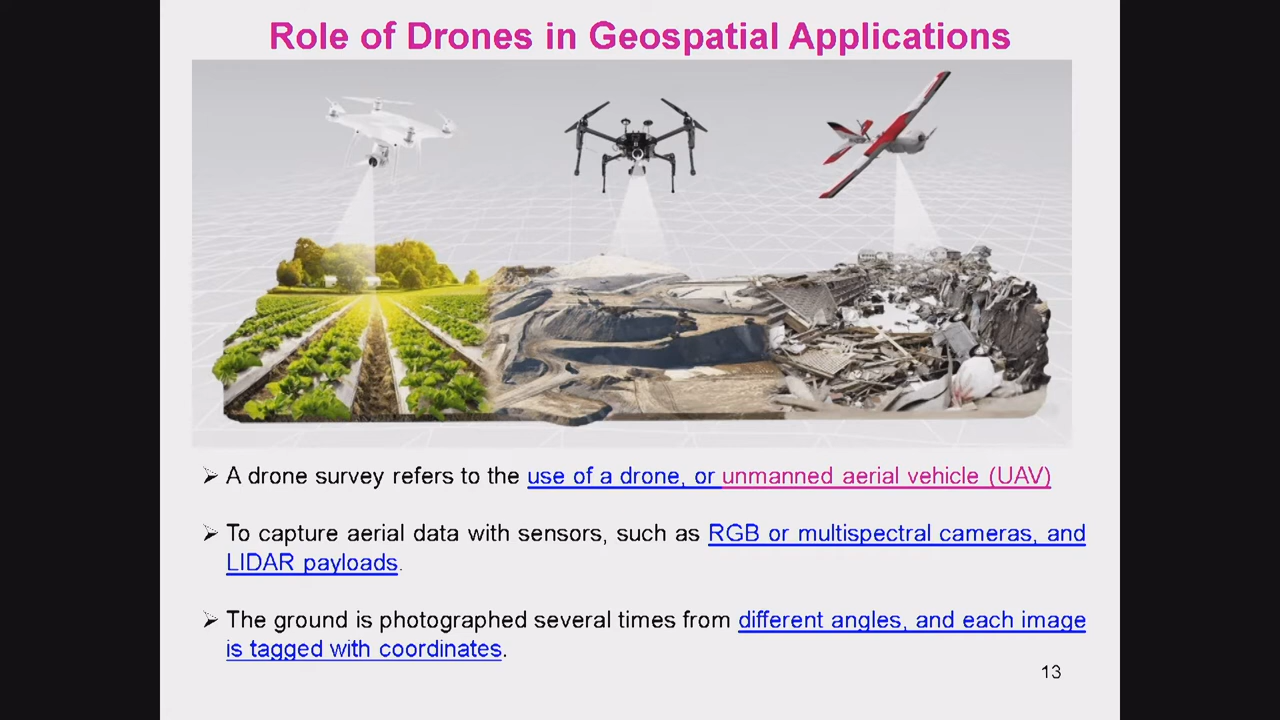 Role of Drones in Geospatial Applications
➢ A drone survey refers to the use of a drone, or unmanned aerial vehicle (UAV)
➢ To capture aerial data with sensors, such as RGB or multispectral cameras, and
LIDAR payloads.
➢ The ground is photographed several times from different angles, and each image
is tagged with coordinates.
13